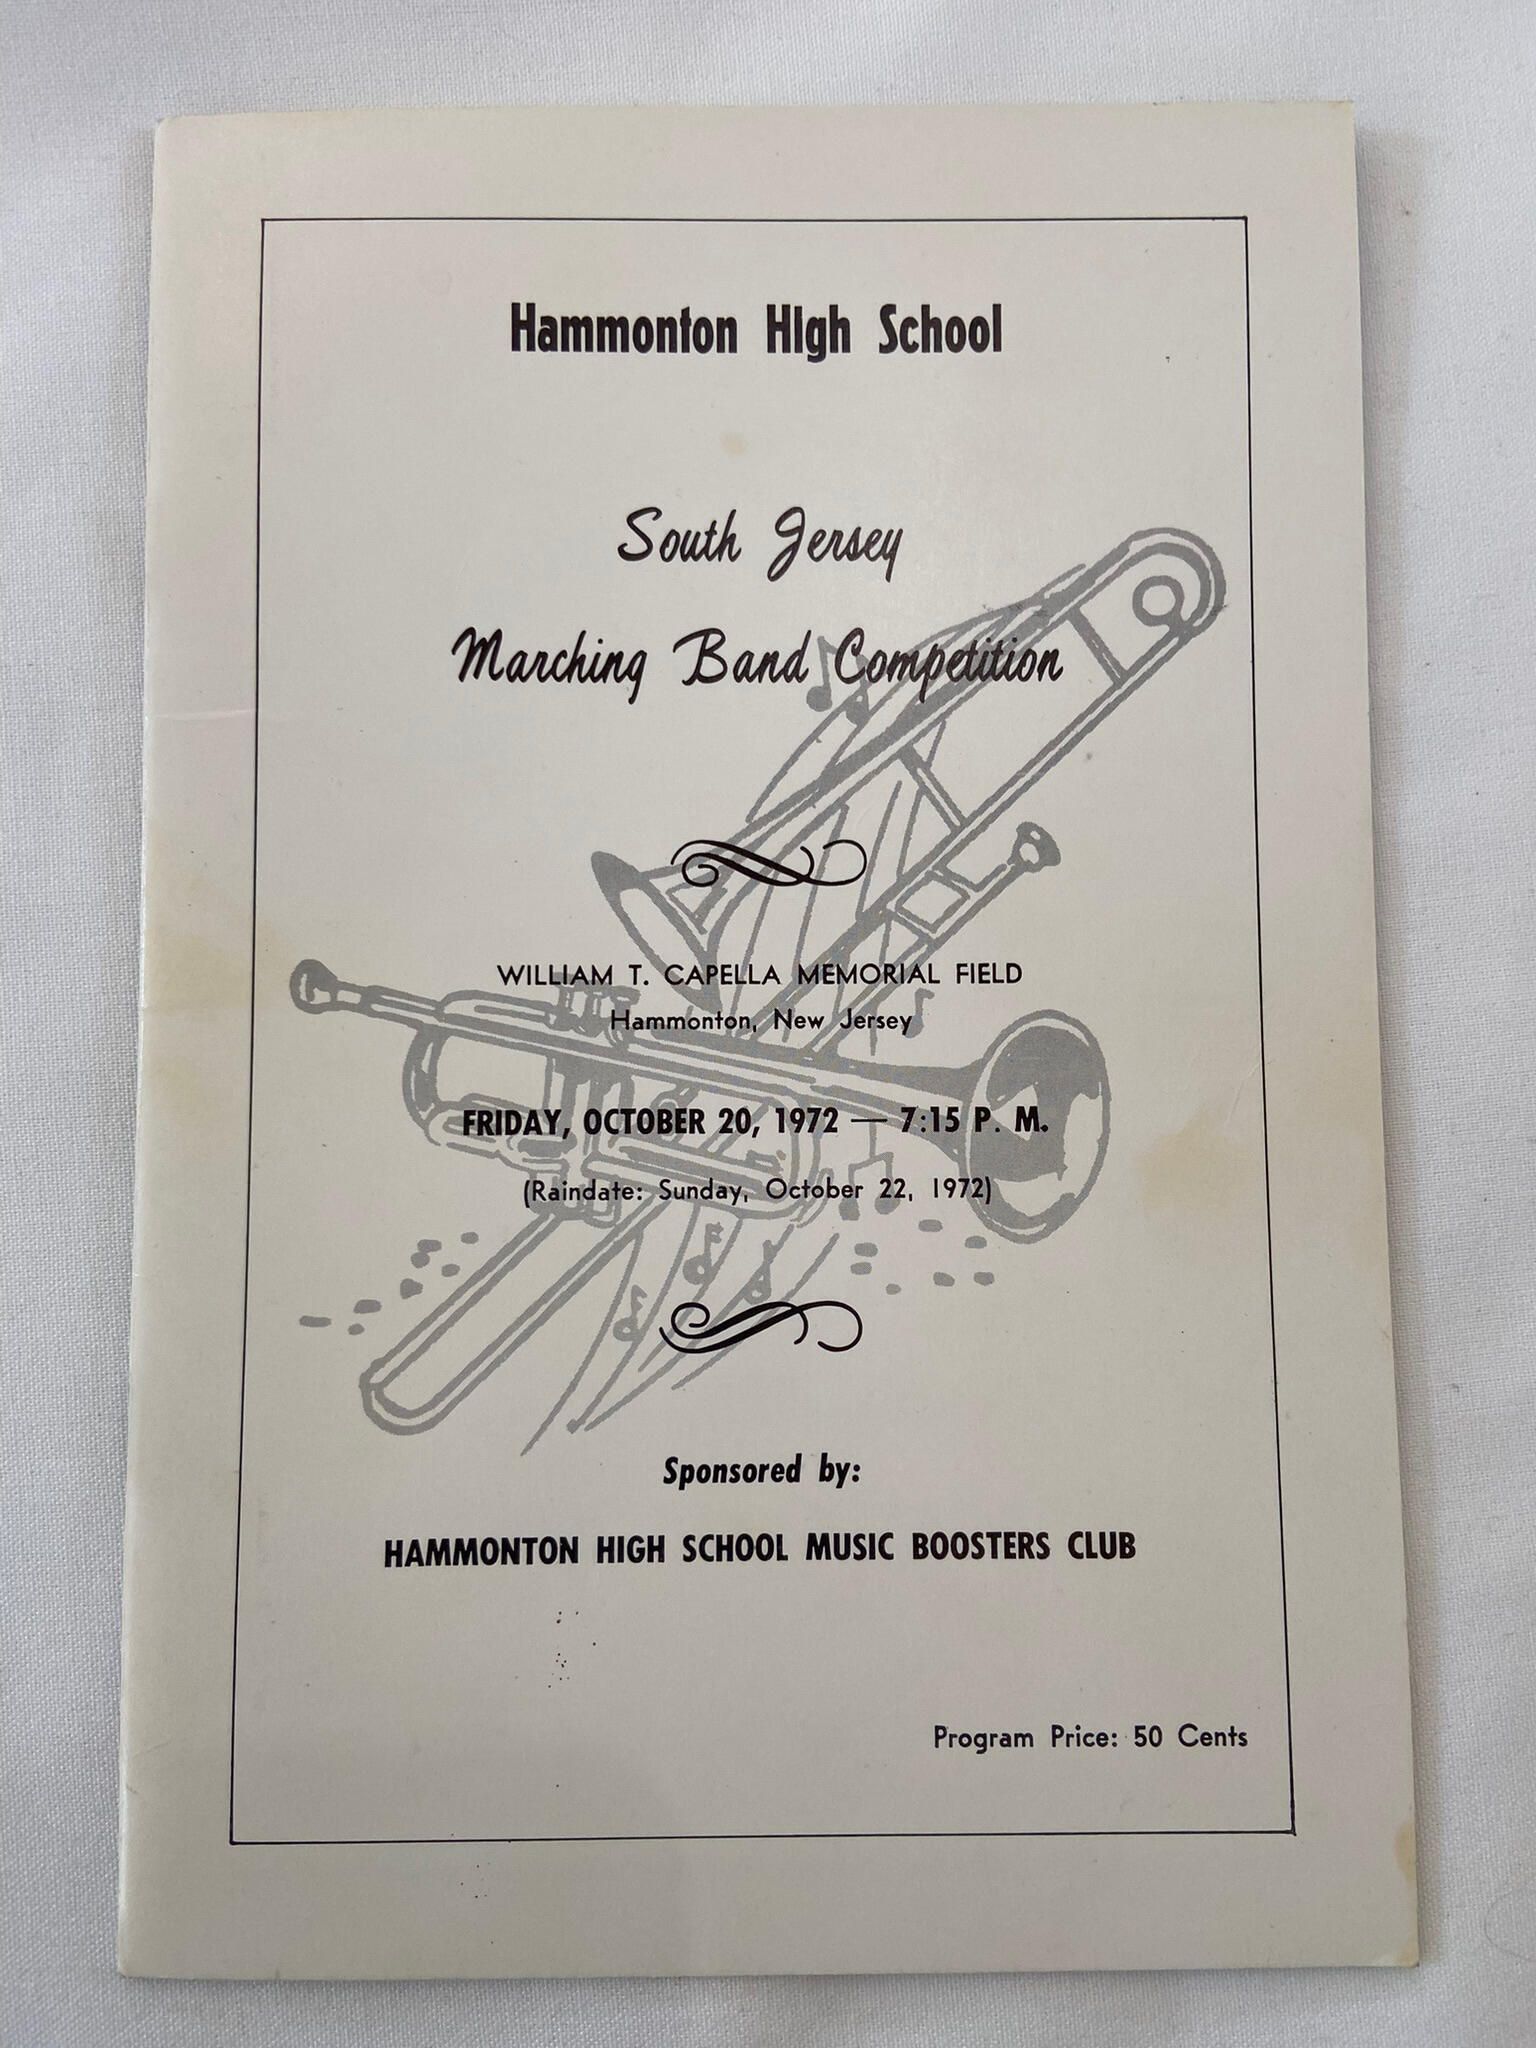 Hammonton High School
South Jersey
Marching Band Competition
WILLIAM T. CAPELLA MEMORIAL FIELD
Hammonton, New Jersey
FRIDAY, OCTOBER 20, 1972 — 7:15 P. M.
(Raindate: Sunday, October 22, 1972)
Sponsored by:
HAMMONTON HIGH SCHOOL MUSIC BOOSTERS CLUB
Program Price: 50 Cents